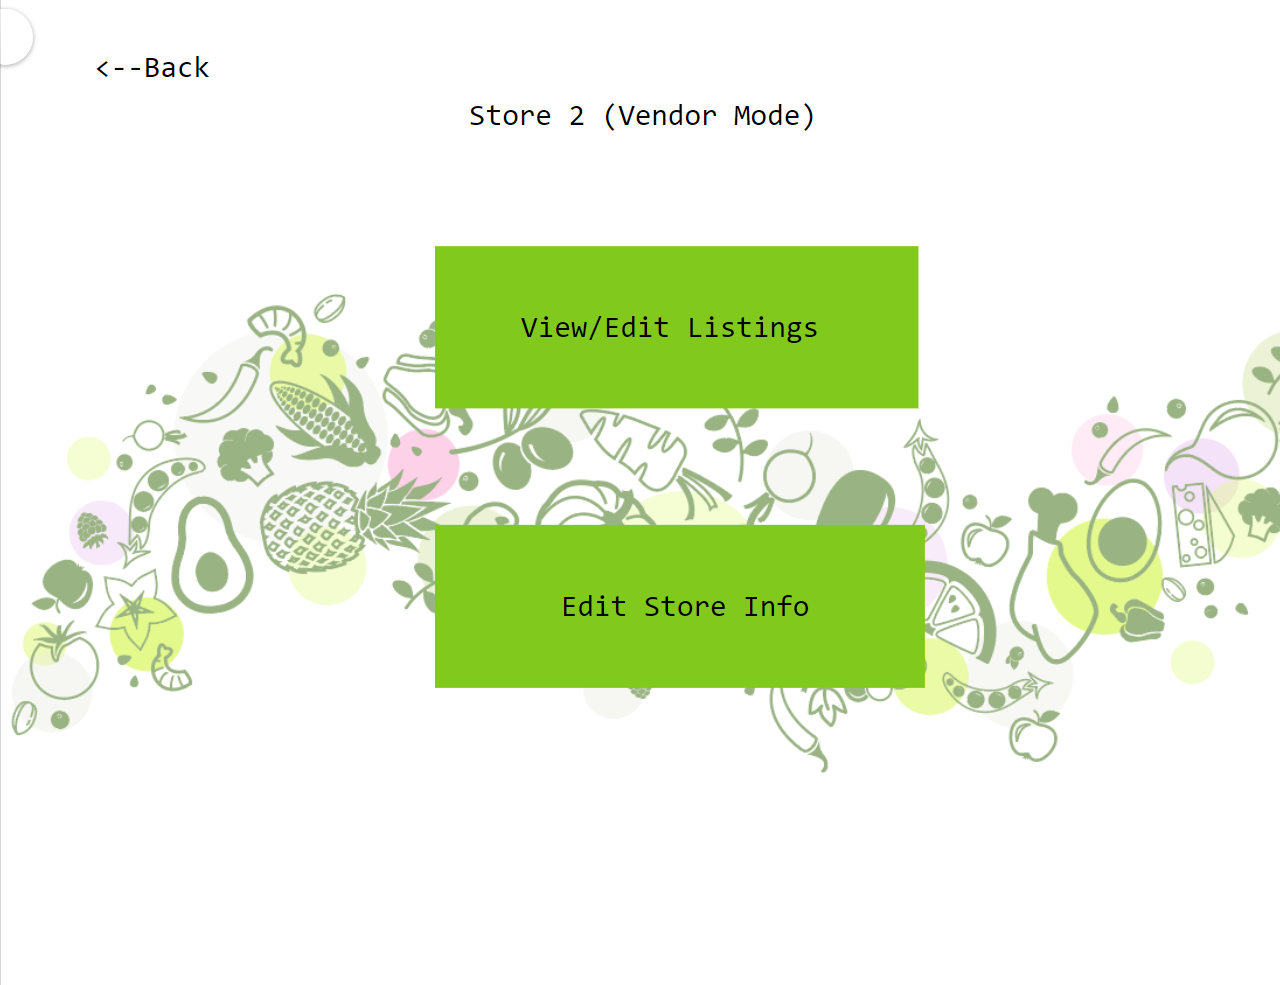 <--Back
Store 2 (Vendor Mode)
View/Edit Listings
Edit Store Info